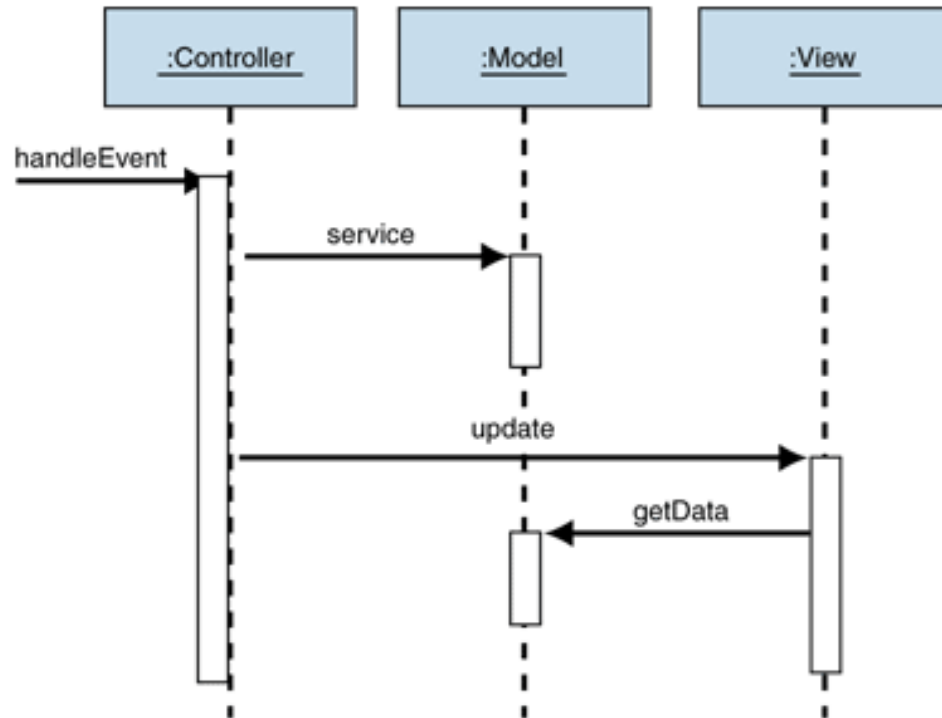 :Controller
:Model
:View
handleEvent
service
update
getData